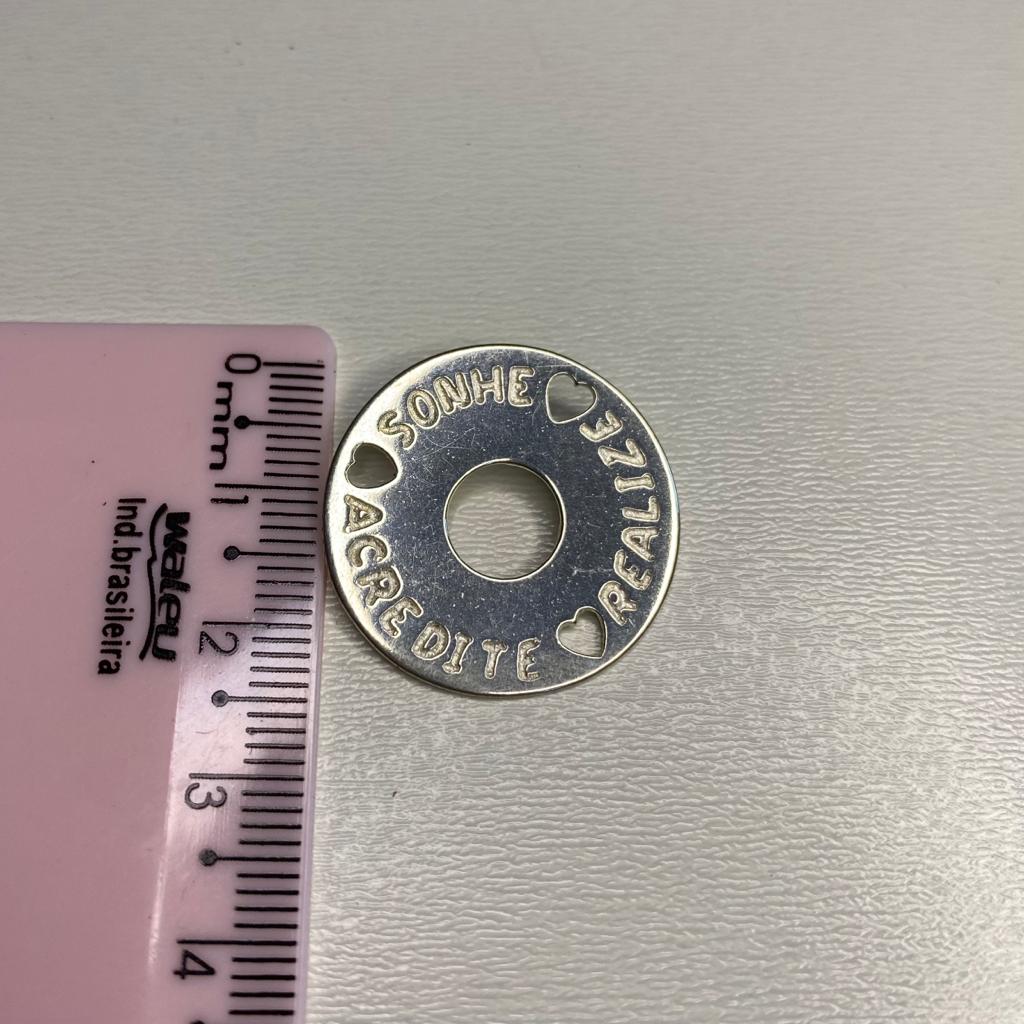 SONHE
REALIZE
ACREDITE
0 mm 1 2 3 4
waleu
Ind.brasileira